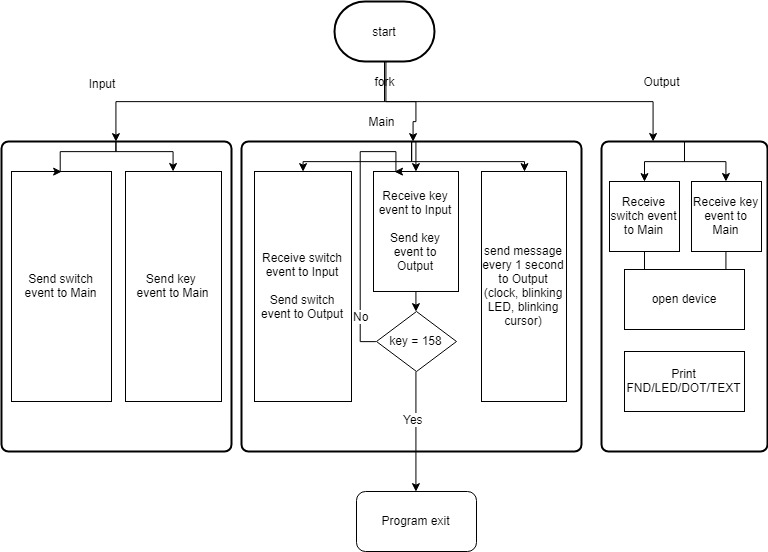 start
Input
fork
Output
Main
Send switch
event to Main
Send key
event to Main
Receive switch
event to Input
Send switch
event to Output
Receive key
event to Input
Send key
event to
Output
key = 158
No
Yes
send message
every 1 second
to Output
(clock, blinking
LED, blinking
cursor)
Receive
switch event
to Main
Receive key
event to
Main
open device
Print
FND/LED/DOT/TEXT
Program exit